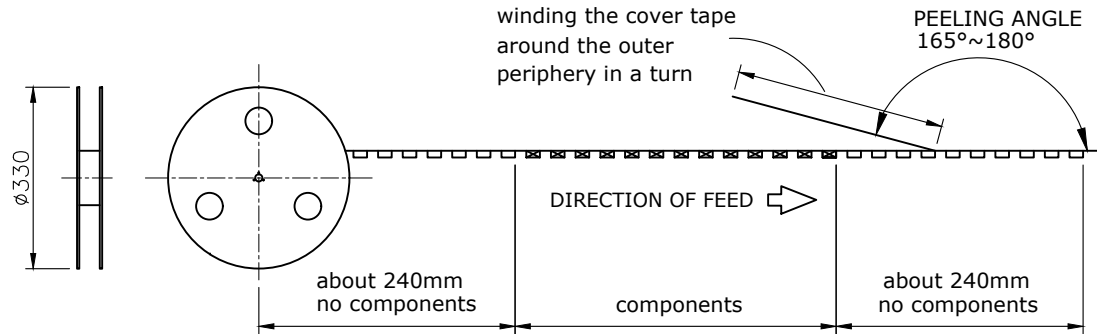 winding the cover tape
around the outer
periphery in a turn
PEELING ANGLE
165°~180°
ø330
DIRECTION OF FEED
about 240mm
no components
components
about 240mm
no components